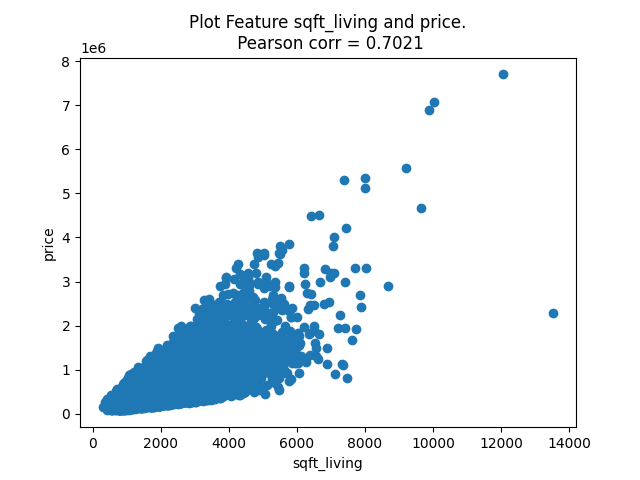 Plot Feature sqft_living and price.
Pearson corr = 0.7021
1e6
8
7
6
5
4
3
2
1
0
price
0 2000 4000 6000 8000 10000 12000 14000
sqft_living